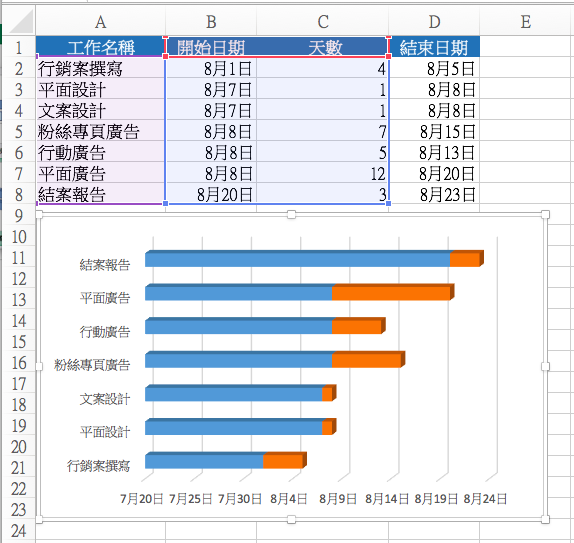 A B C D E
1 工作名稱 開始日期 天數 結束日期
2 行銷案撰寫 8月1日 4 8月5日
3 平面設計 8月7日 1 8月8日
4 文案設計 8月7日 1 8月8日
5 粉絲專頁廣告 8月8日 7 8月15日
6 行動廣告 8月8日 5 8月13日
7 平面廣告 8月8日 12 8月20日
8 結案報告 8月20日 3 8月23日
9
10
11 結案報告
12
13 平面廣告
14 行動廣告
15
16 粉絲專頁廣告
17 文案設計
18
19 平面設計
20
21 行銷案撰寫
22 7月20日 7月25日 7月30日 8月4日 8月9日 8月14日 8月19日 8月24日
23
24